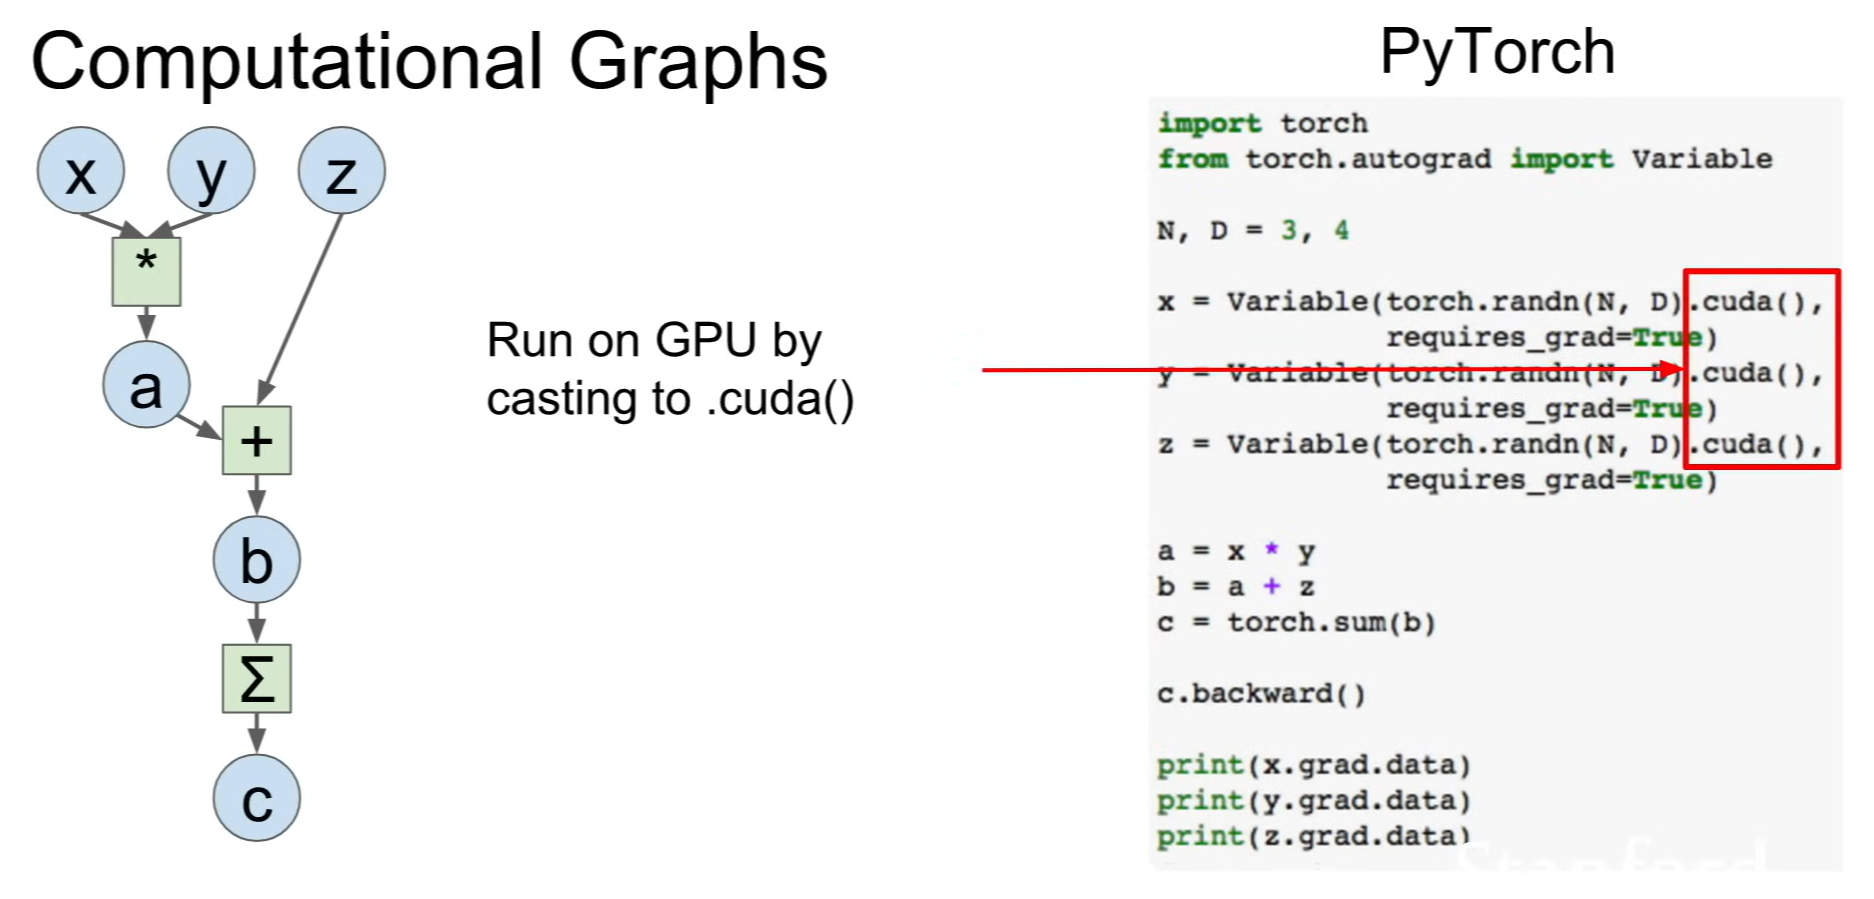 Computational Graphs
PyTorch
x y z
*
a
+
b
Σ
c
Run on GPU by
casting to .cuda()
import torch
from torch.autograd import Variable
N, D = 3, 4
x = Variable(torch.randn(N, D).cuda(),
requires_grad=True)
y = Variable(torch.randn(N, D).cuda(),
requires_grad=True)
z = Variable(torch.randn(N, D).cuda(),
requires_grad=True)
a = x * y
b = a + z
c = torch.sum(b)
c.backward()
print(x.grad.data)
print(y.grad.data)
print(z.grad.data)
Stanford